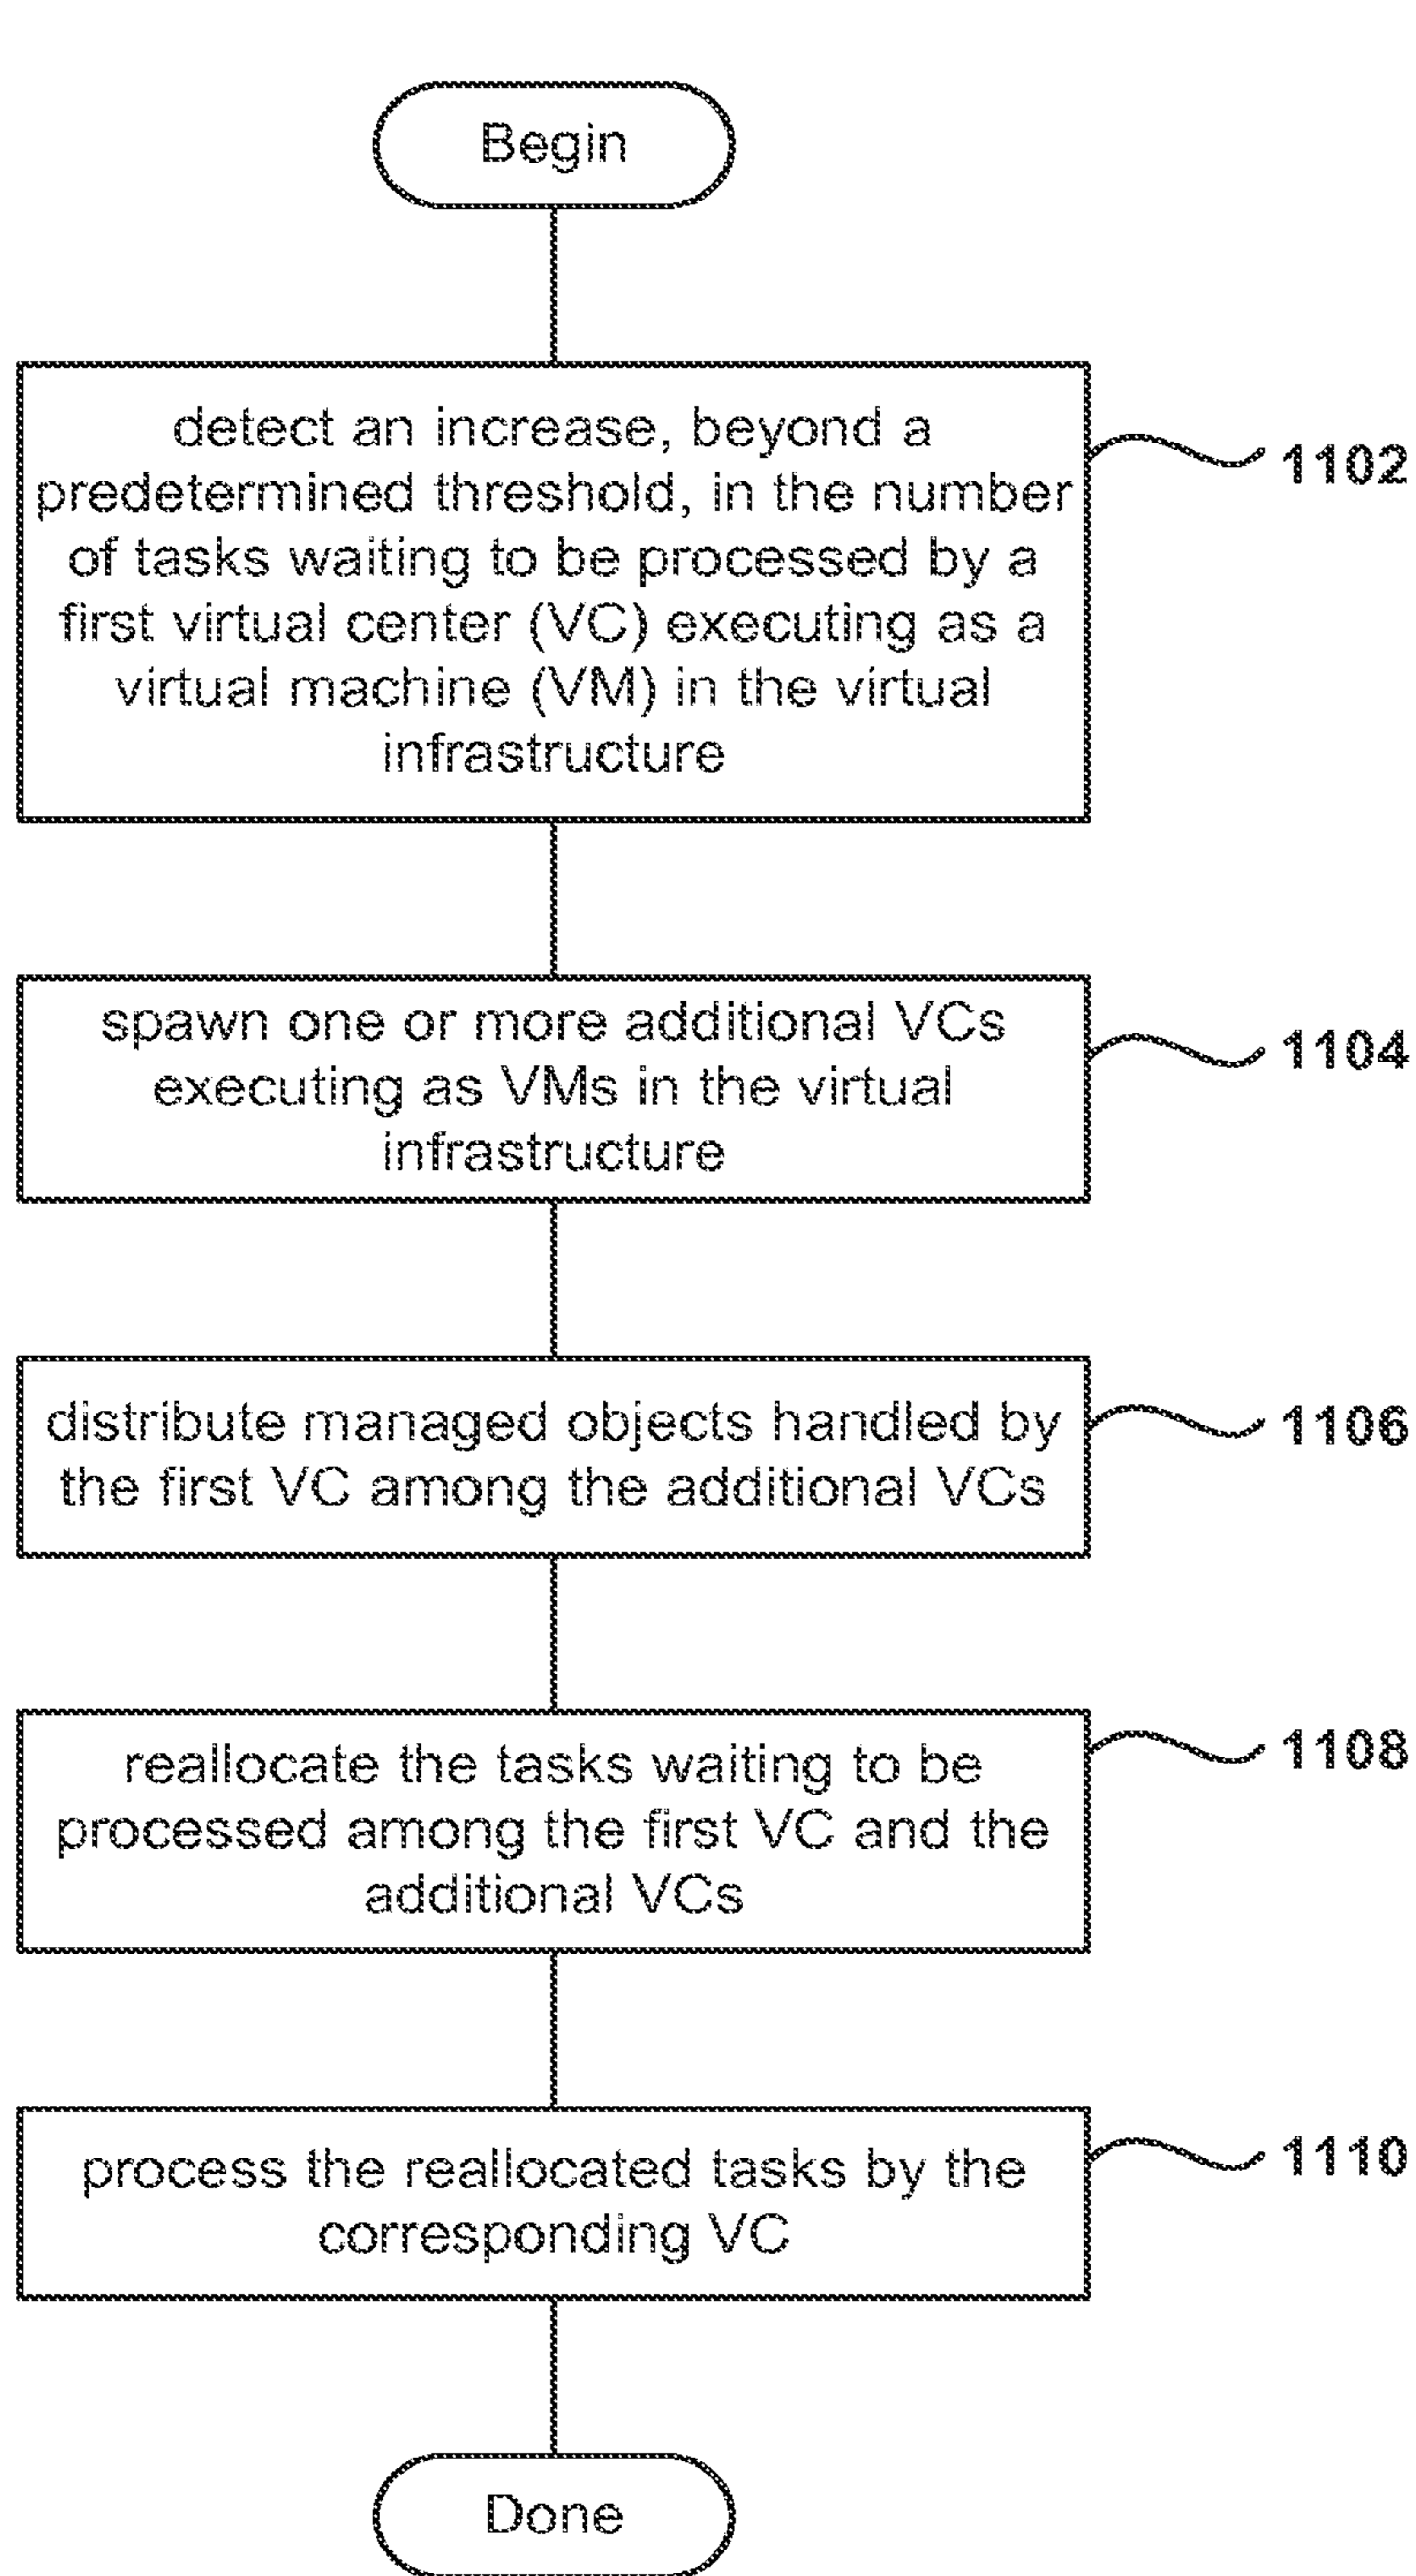 Begin
detect an increase, beyond a
predetermined threshold, in the number
of tasks waiting to be processed by a
first virtual center (VC) executing as a
virtual machine (VM) in the virtual
infrastructure
1102
spawn one or more additional VCs
executing as VMs in the virtual
infrastructure
1104
distribute managed objects handled by
the first VC among the additional VCs
1106
reallocate the tasks waiting to be
processed among the first VC and the
additional VCs
1108
process the reallocated tasks by the
corresponding VC
1110
Done